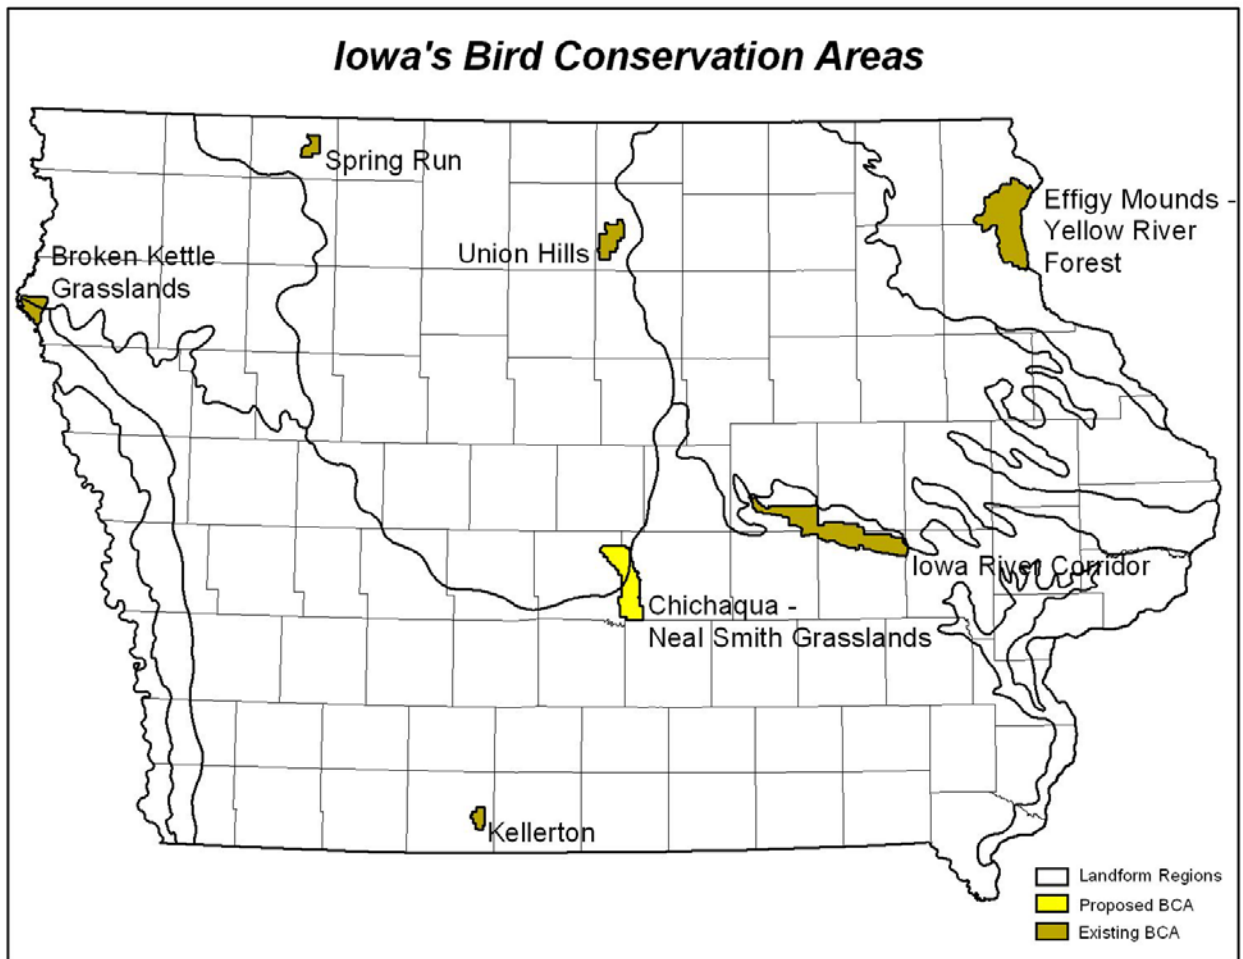 Iowa's Bird Conservation Areas
Spring Run
Effigy Mounds -
Yellow River
Forest
Union Hills
Broken Kettle
Grasslands
Iowa River Corridor
Chichaqua -
Neal Smith Grasslands
Kellerton
Landform Regions
Proposed BCA
Existing BCA